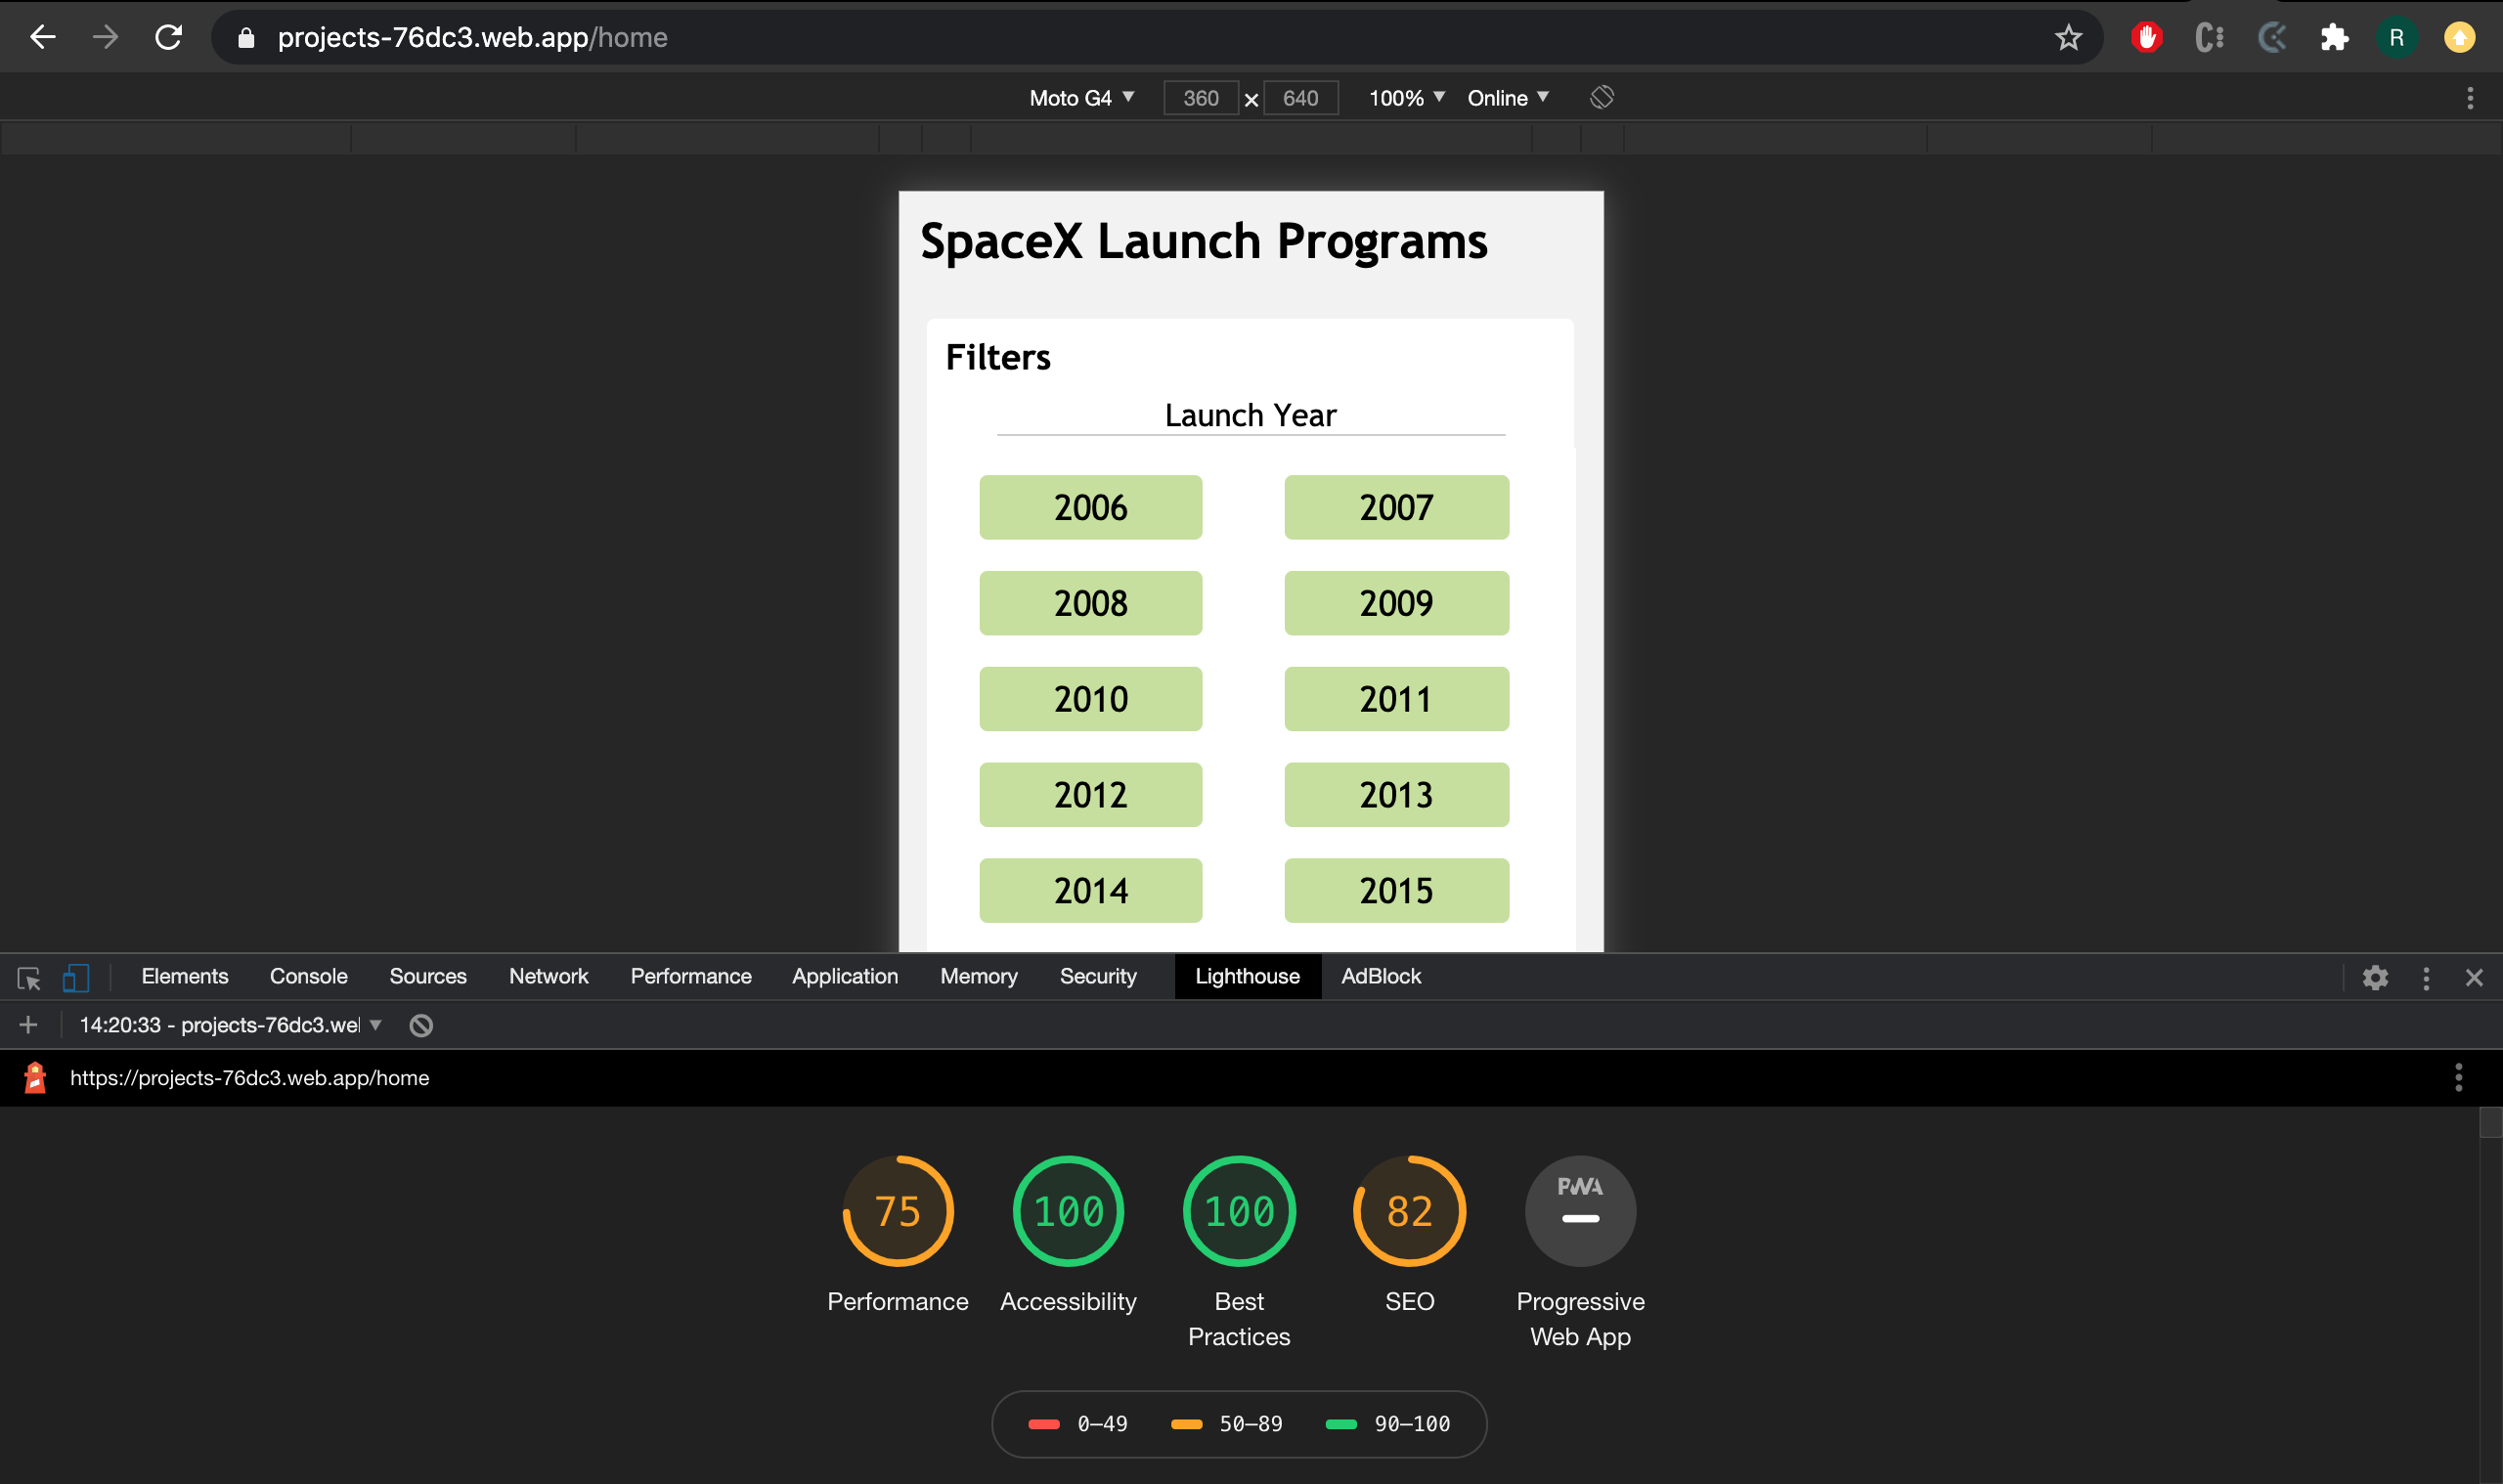 projects-76dc3.web.app/home
R
Moto G4 360 × 640 100% Online
SpaceX Launch Programs
Filters
Launch Year
2006 2007
2008 2009
2010 2011
2012 2013
2014 2015
Elements Console Sources Network Performance Application Memory Security Lighthouse AdBlock
14:20:33 - projects-76dc3.we
https://projects-76dc3.web.app/home
75 100 100 82 PWA
Performance Accessibility Best Practices SEO Progressive Web App
0–49 50–89 90–100